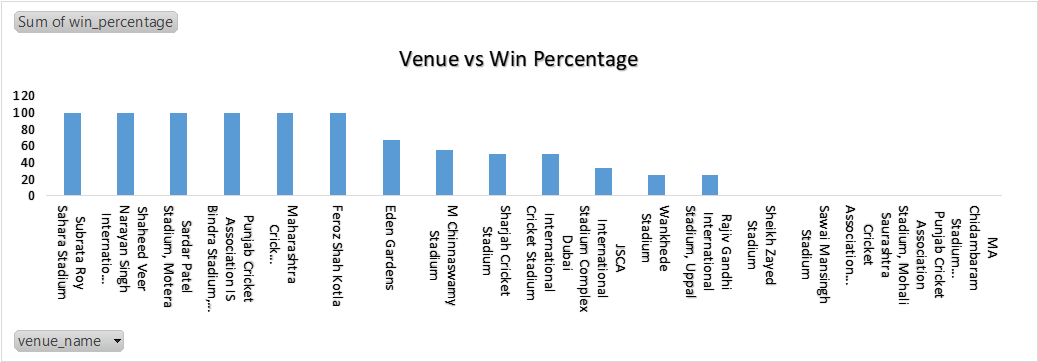 Sum of win_percentage
Venue vs Win Percentage
120
100
80
60
40
20
0
Subrata Roy
Sahara Stadium
Shaheed Veer
Narayan Singh
Internatio...
Sardar Patel
Stadium, Motera
Punjab Cricket
Association IS
Bindra Stadium,...
Maharashtra
Crick...
Feroz Shah Kotla
Eden Gardens
M Chinnaswamy
Stadium
Sharjah Cricket
Stadium
Dubai
International
Cricket Stadium
JSCA
International
Stadium Complex
Wankhede
Stadium
Rajiv Gandhi
International
Stadium, Uppal
Sheikh Zayed
Stadium
Sawai Mansingh
Stadium
Saurashtra
Cricket
Association...
Punjab Cricket
Association
Stadium, Mohali
MA
Chidambaram
Stadium...
venue_name